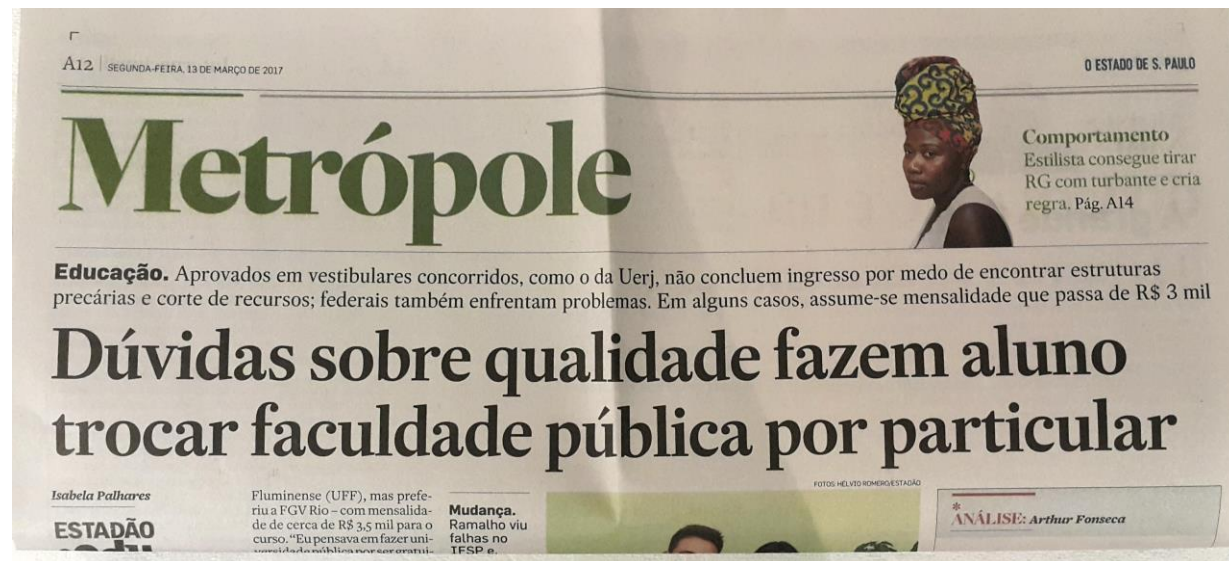 A12 SEGUNDA-FEIRA, 13 DE MARÇO DE 2017
O ESTADO DE S. PAULO
Metrópole
Comportamento
Estilista consegue tirar
RG com turbante e cria
regra. Pág. A14
Educação. Aprovados em vestibulares concorridos, como o da Uerj, não concluem ingresso por medo de encontrar estruturas
precárias e corte de recursos; federais também enfrentam problemas. Em alguns casos, assume-se mensalidade que passa de R$ 3 mil
Dúvidas sobre qualidade fazem aluno
trocar faculdade pública por particular
Isabela Palhares
ESTADÃO
Fluminense (UFF), mas prefe-
riu a FGV Rio – com mensalida-
de de cerca de R$ 3,5 mil para o
curso. “Eu pensava em fazer uni-
Mudança.
Ramalho viu
falhas no
IFSP e,
FOTOS: HELVIO ROMERO/ESTADÃO
* ANÁLISE: Arthur Fonseca